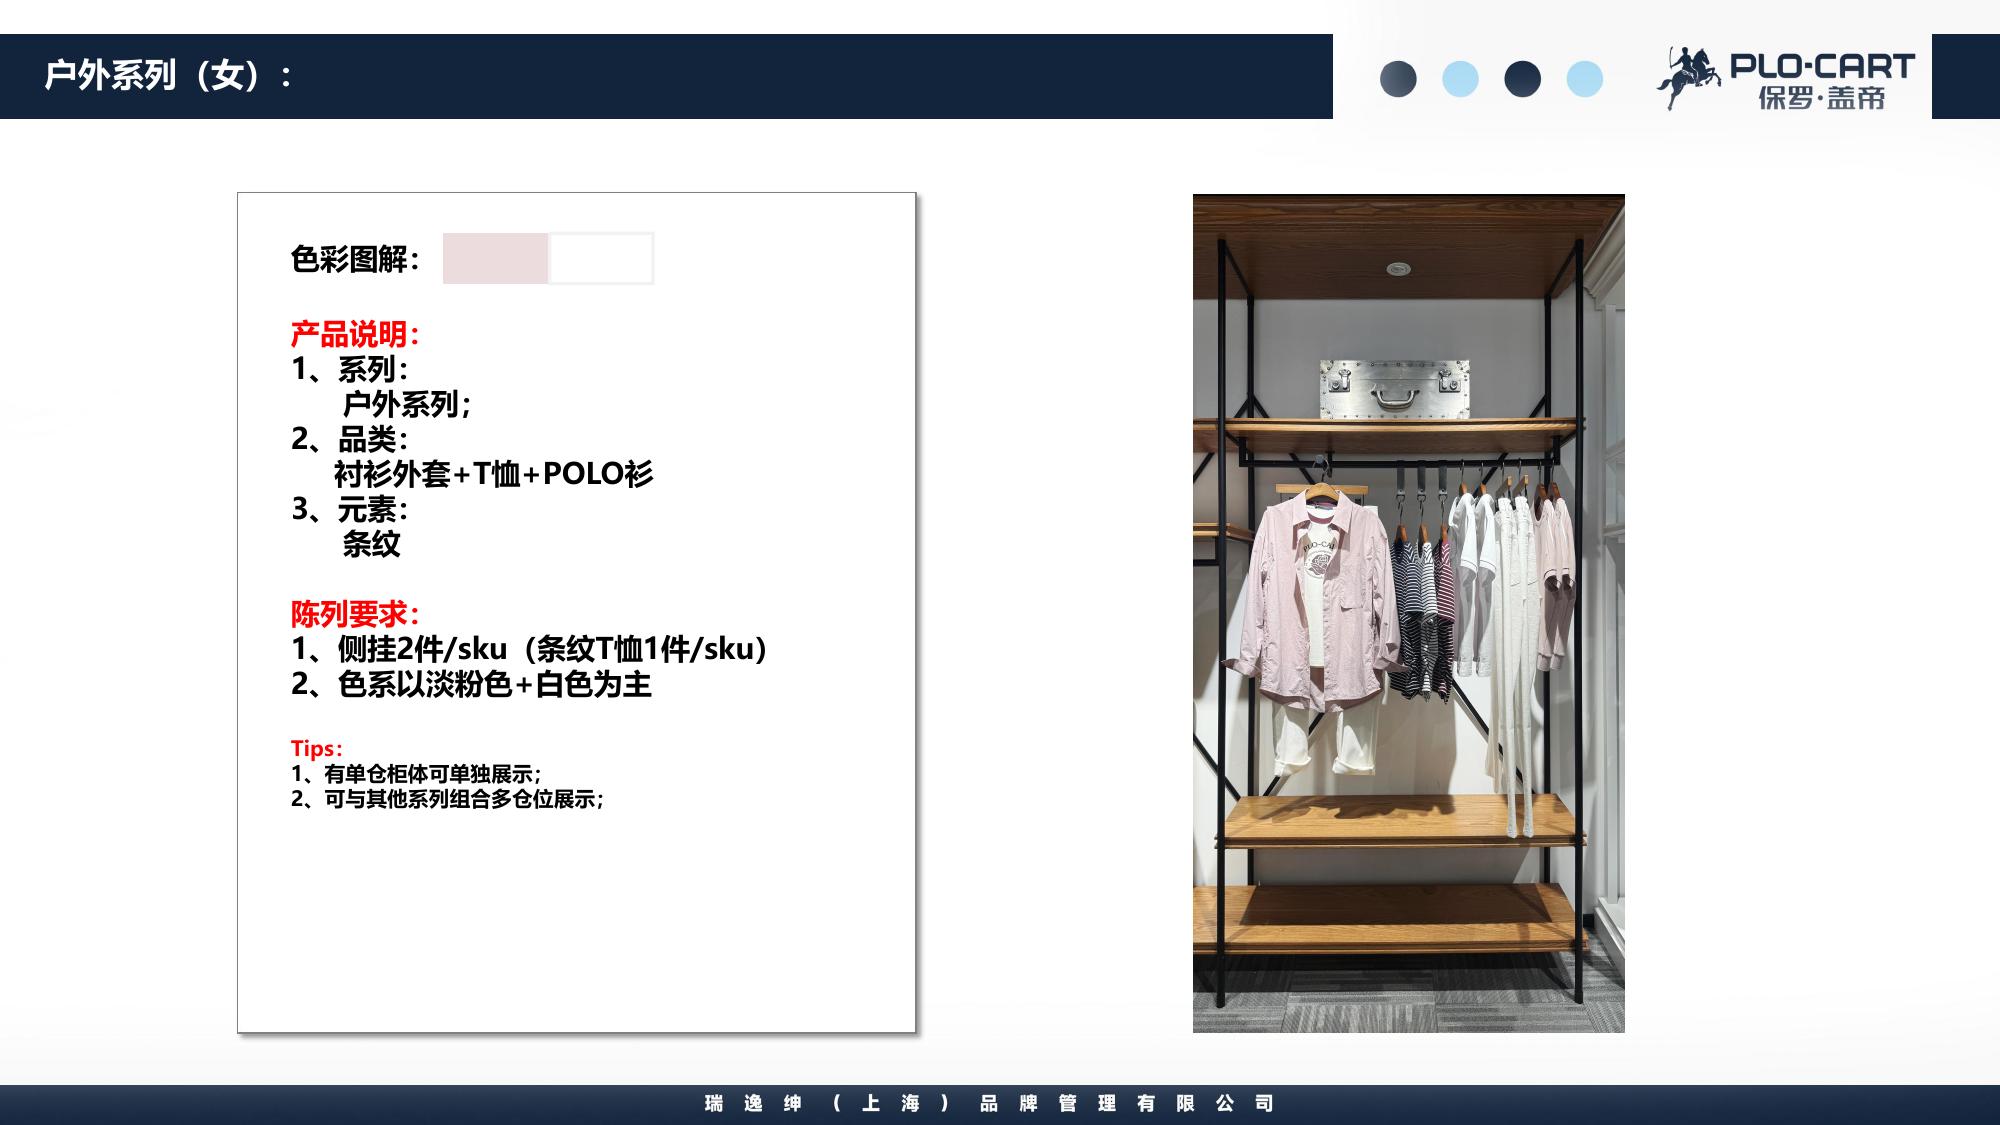 户外系列（女）：
PLO·CART
保罗·盖帝
色彩图解：
产品说明：
1、系列：
户外系列；
2、品类：
衬衫外套+T恤+POLO衫
3、元素：
条纹
陈列要求：
1、侧挂2件/sku（条纹T恤1件/sku）
2、色系以淡粉色+白色为主
Tips：
1、有单仓柜体可单独展示；
2、可与其他系列组合多仓位展示；
PLO-CA
瑞逸绅（上海）品牌管理有限公司